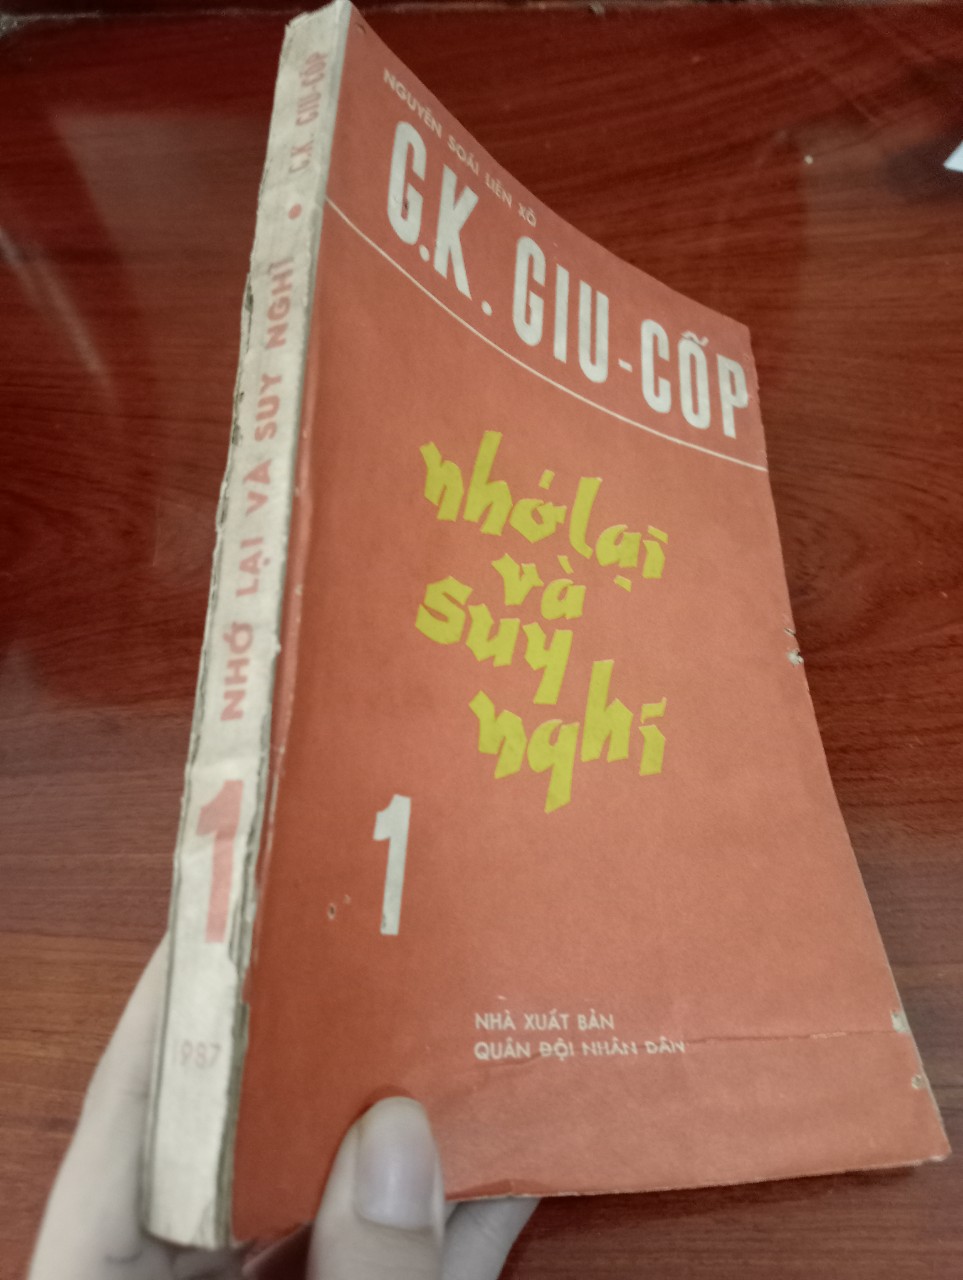 NGUYÊN SOÁI LIÊN XÔ
G.K. GIU-CỐP
nhớ lại
và
suy
nghĩ
1
NHÀ XUẤT BẢN
QUÂN ĐỘI NHÂN DÂN
G.K. GIU-CỐP • NHỚ LẠI VÀ SUY NGHĨ 1
1987